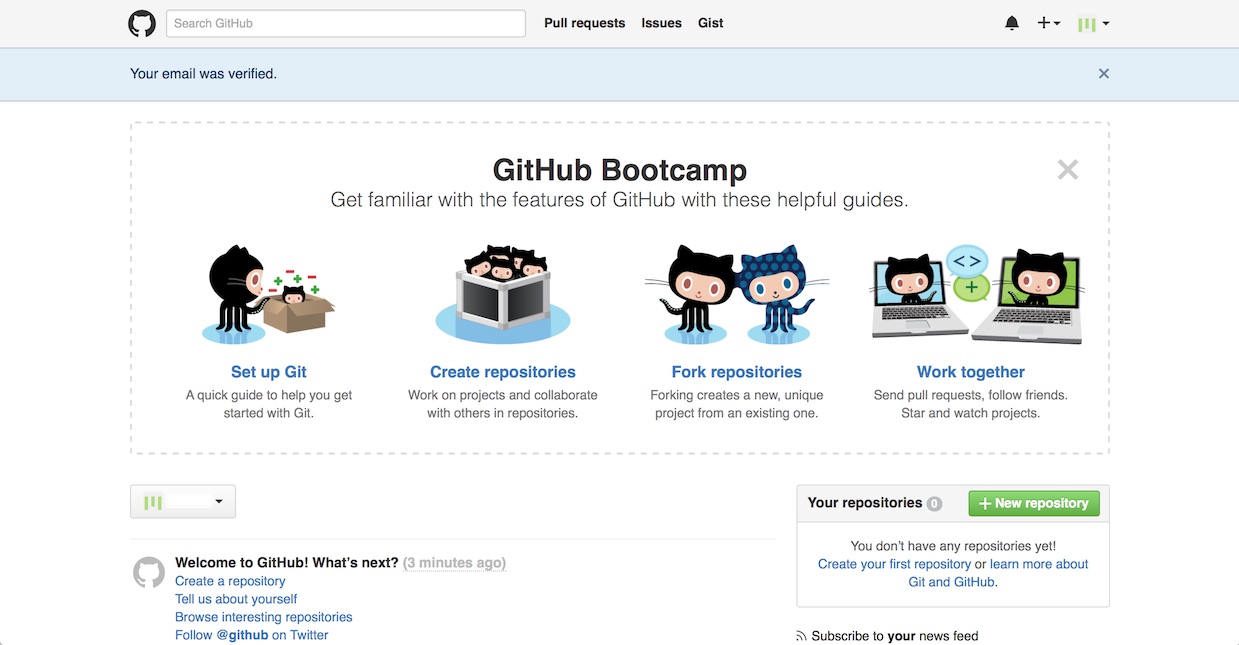 Search GitHub
Pull requests
Issues
Gist
Your email was verified.
GitHub Bootcamp
Get familiar with the features of GitHub with these helpful guides.
Set up Git
A quick guide to help you get
started with Git.
Create repositories
Work on projects and collaborate
with others in repositories.
Fork repositories
Forking creates a new, unique
project from an existing one.
Work together
Send pull requests, follow friends.
Star and watch projects.
Welcome to GitHub! What’s next? (3 minutes ago)
Create a repository
Tell us about yourself
Browse interesting repositories
Follow @github on Twitter
Your repositories 0
New repository
You don’t have any repositories yet!
Create your first repository or learn more about
Git and GitHub.
Subscribe to your news feed